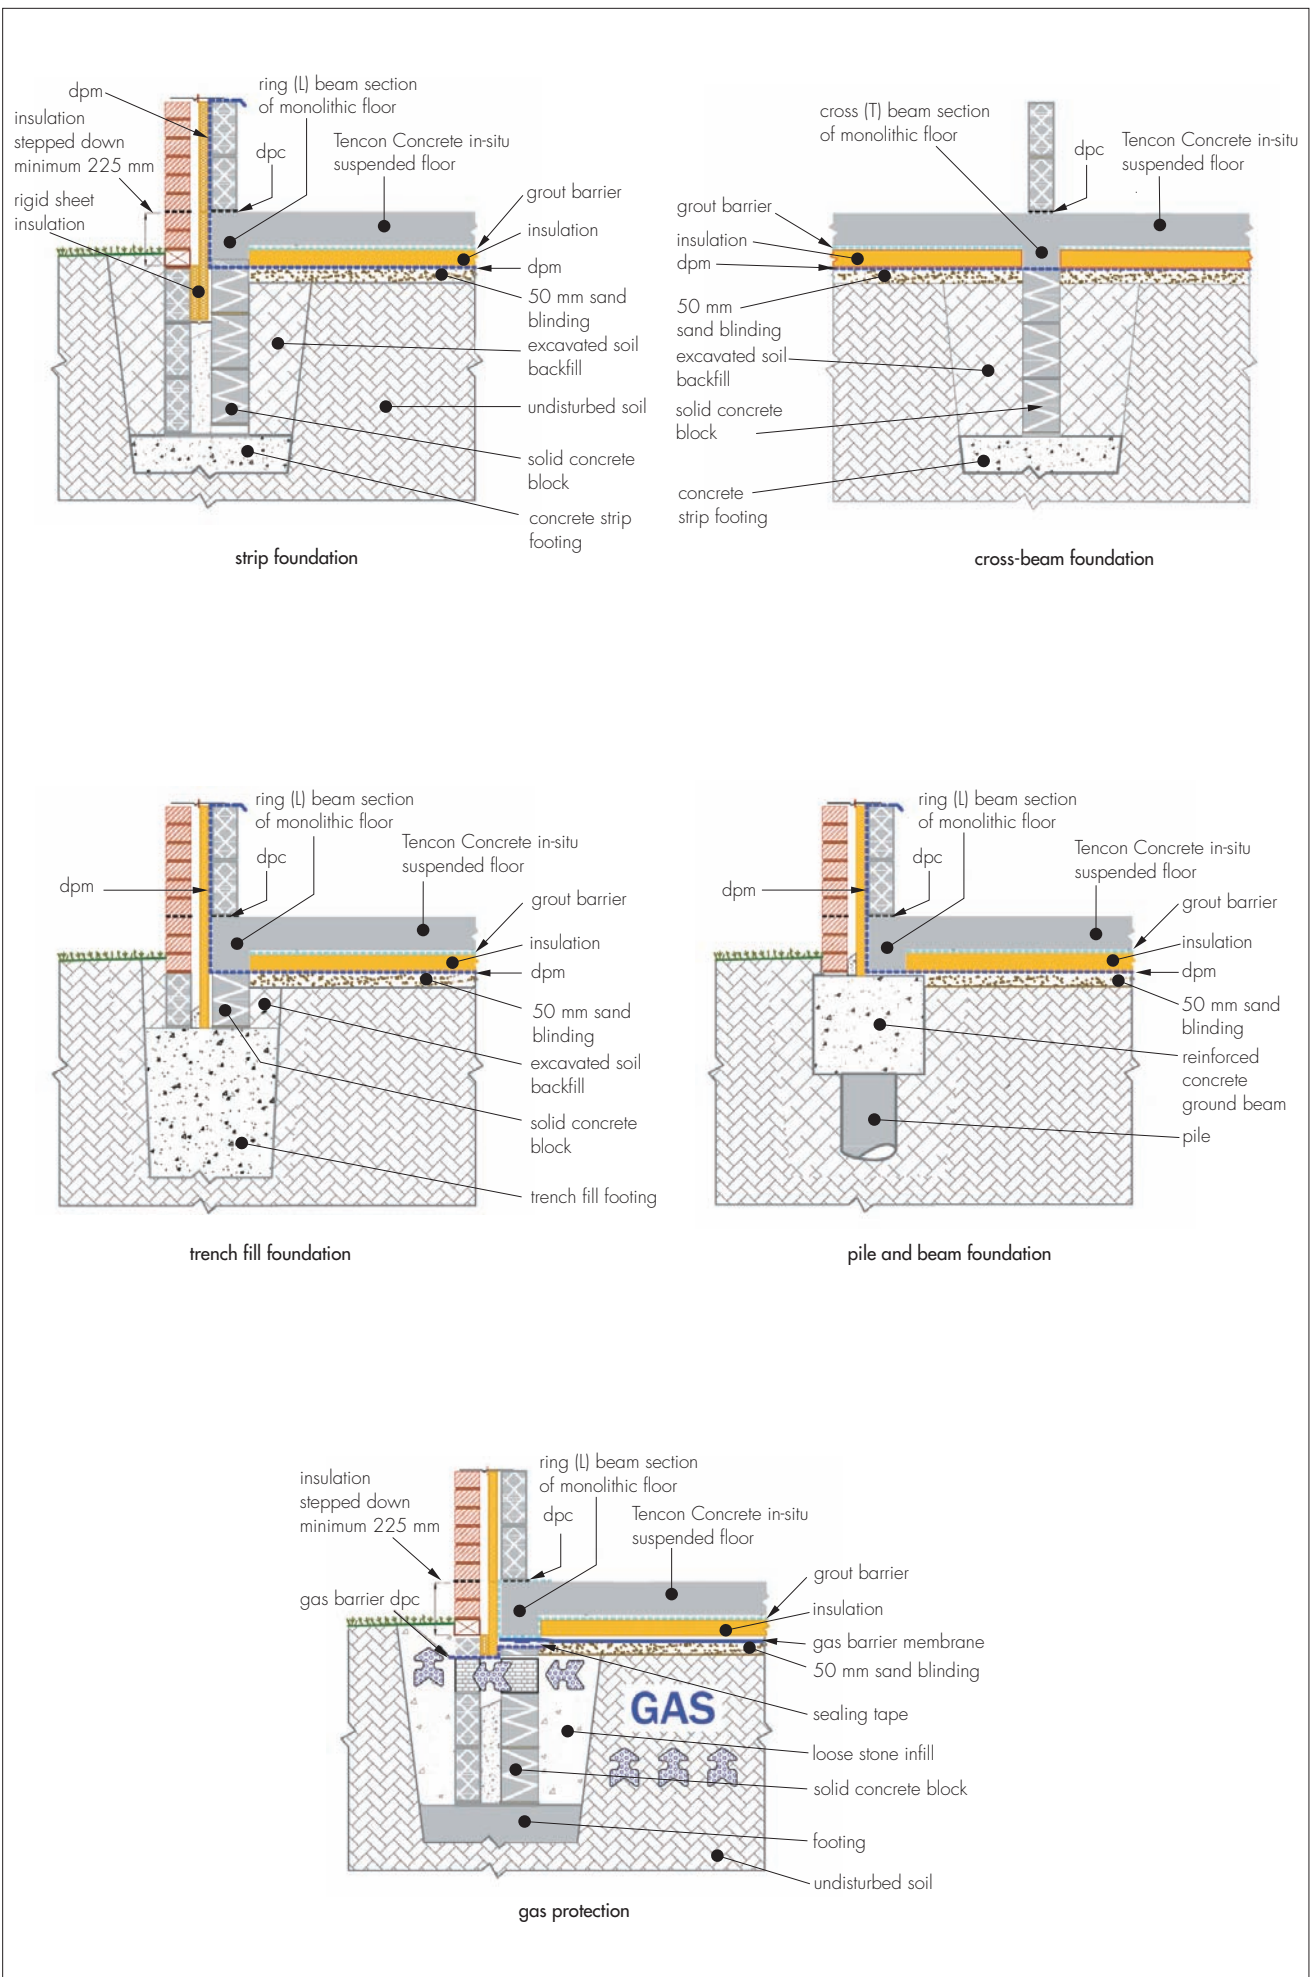 dpm
insulation
stepped down
minimum 225 mm
rigid sheet
insulation
ring (L) beam section
of monolithic floor
dpc
Tencon Concrete in-situ
suspended floor
grout barrier
insulation
dpm
50 mm sand
blinding
excavated soil
backfill
undisturbed soil
solid concrete
block
concrete strip
footing
strip foundation
cross (T) beam section
of monolithic floor
dpc
Tencon Concrete in-situ
suspended floor
grout barrier
insulation
dpm
50 mm
sand blinding
excavated soil
backfill
solid concrete
block
concrete
strip footing
cross-beam foundation
ring (L) beam section
of monolithic floor
dpc
Tencon Concrete in-situ
suspended floor
dpm
grout barrier
insulation
dpm
50 mm sand
blinding
excavated soil
backfill
solid concrete
block
trench fill footing
trench fill foundation
ring (L) beam section
of monolithic floor
dpc
Tencon Concrete in-situ
suspended floor
dpm
grout barrier
insulation
dpm
50 mm sand
blinding
reinforced
concrete
ground beam
pile
pile and beam foundation
insulation
stepped down
minimum 225 mm
gas barrier dpc
ring (L) beam section
of monolithic floor
dpc
Tencon Concrete in-situ
suspended floor
grout barrier
insulation
gas barrier membrane
50 mm sand blinding
GAS
sealing tape
loose stone infill
solid concrete block
footing
undisturbed soil
gas protection